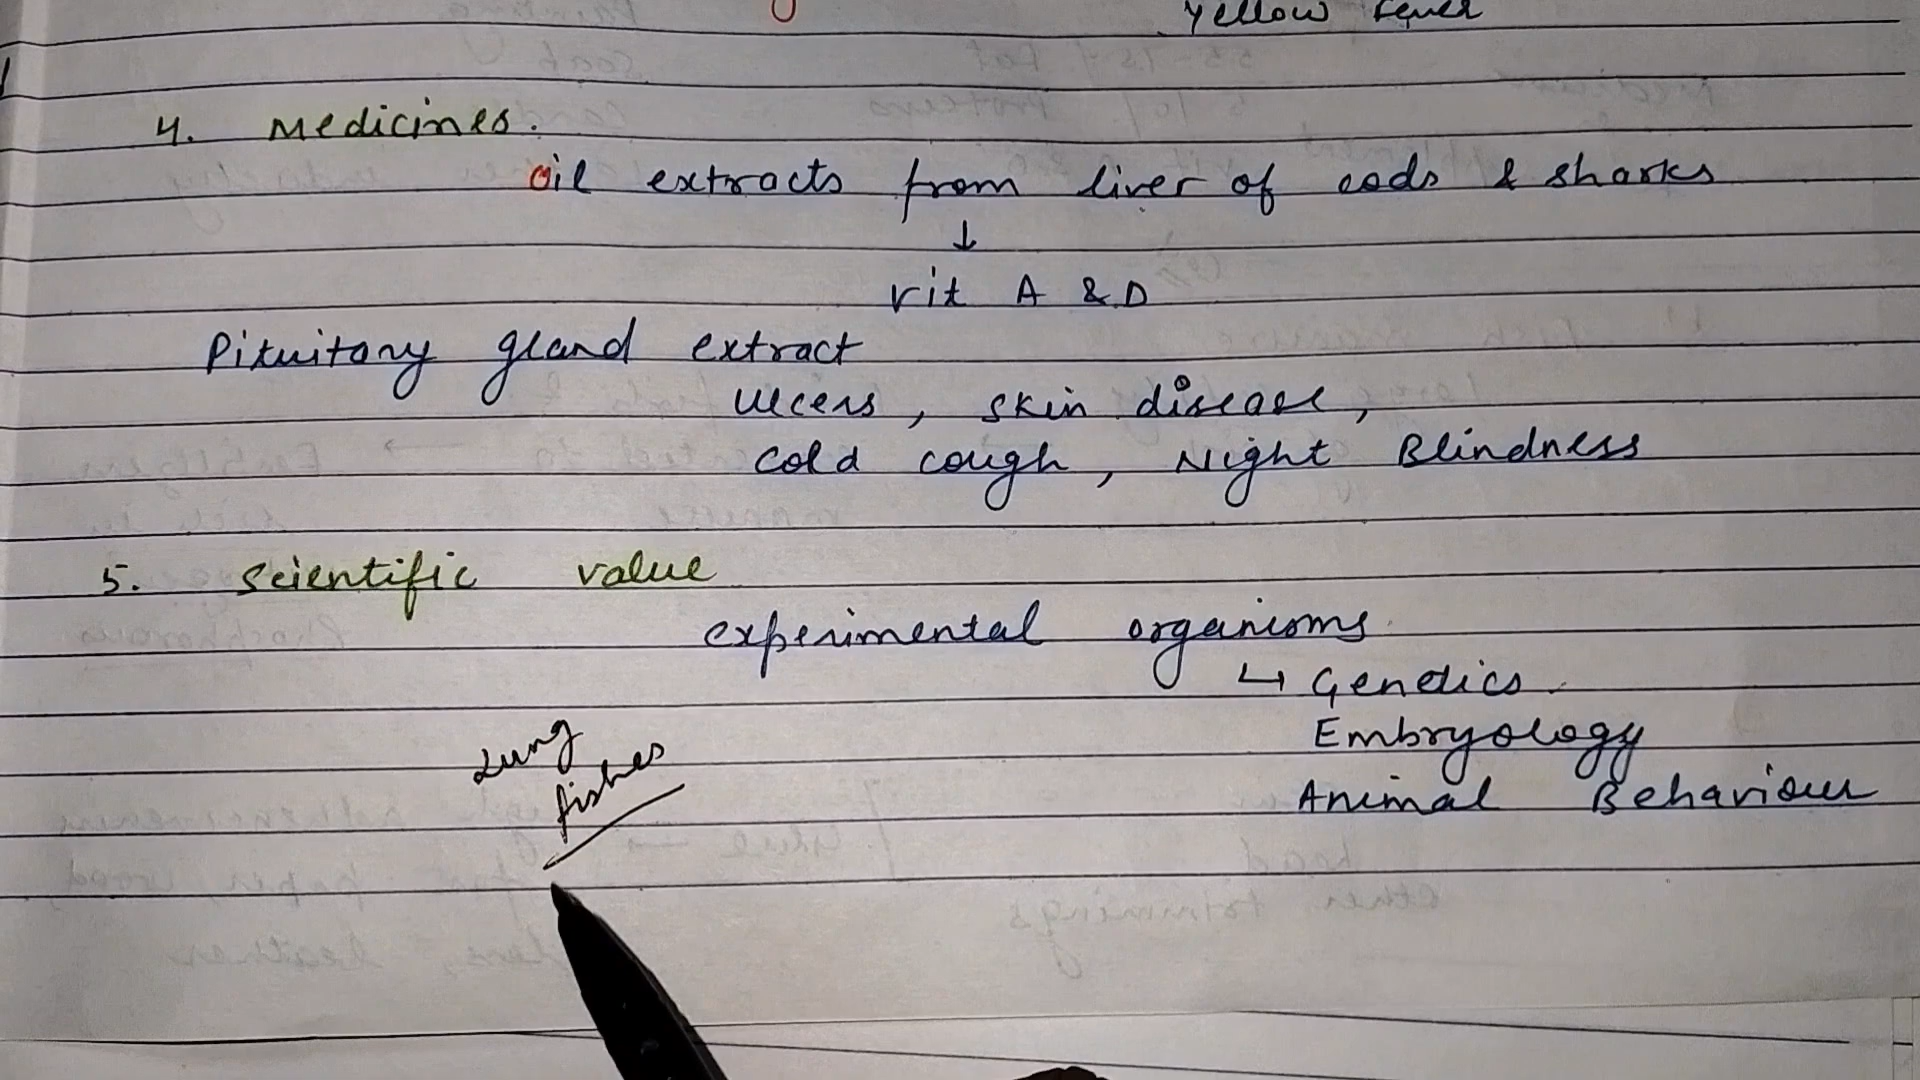 Yellow Fever
4. Medicines.
oil extracts from liver of cods & sharks
↓
vit A & D
Pituitary gland extract
ulcers, skin disease,
cold cough, Night Blindness
5. Scientific value
experimental organisms
↳ Genetics
Embryology
Animal Behaviour
Lung
fishes